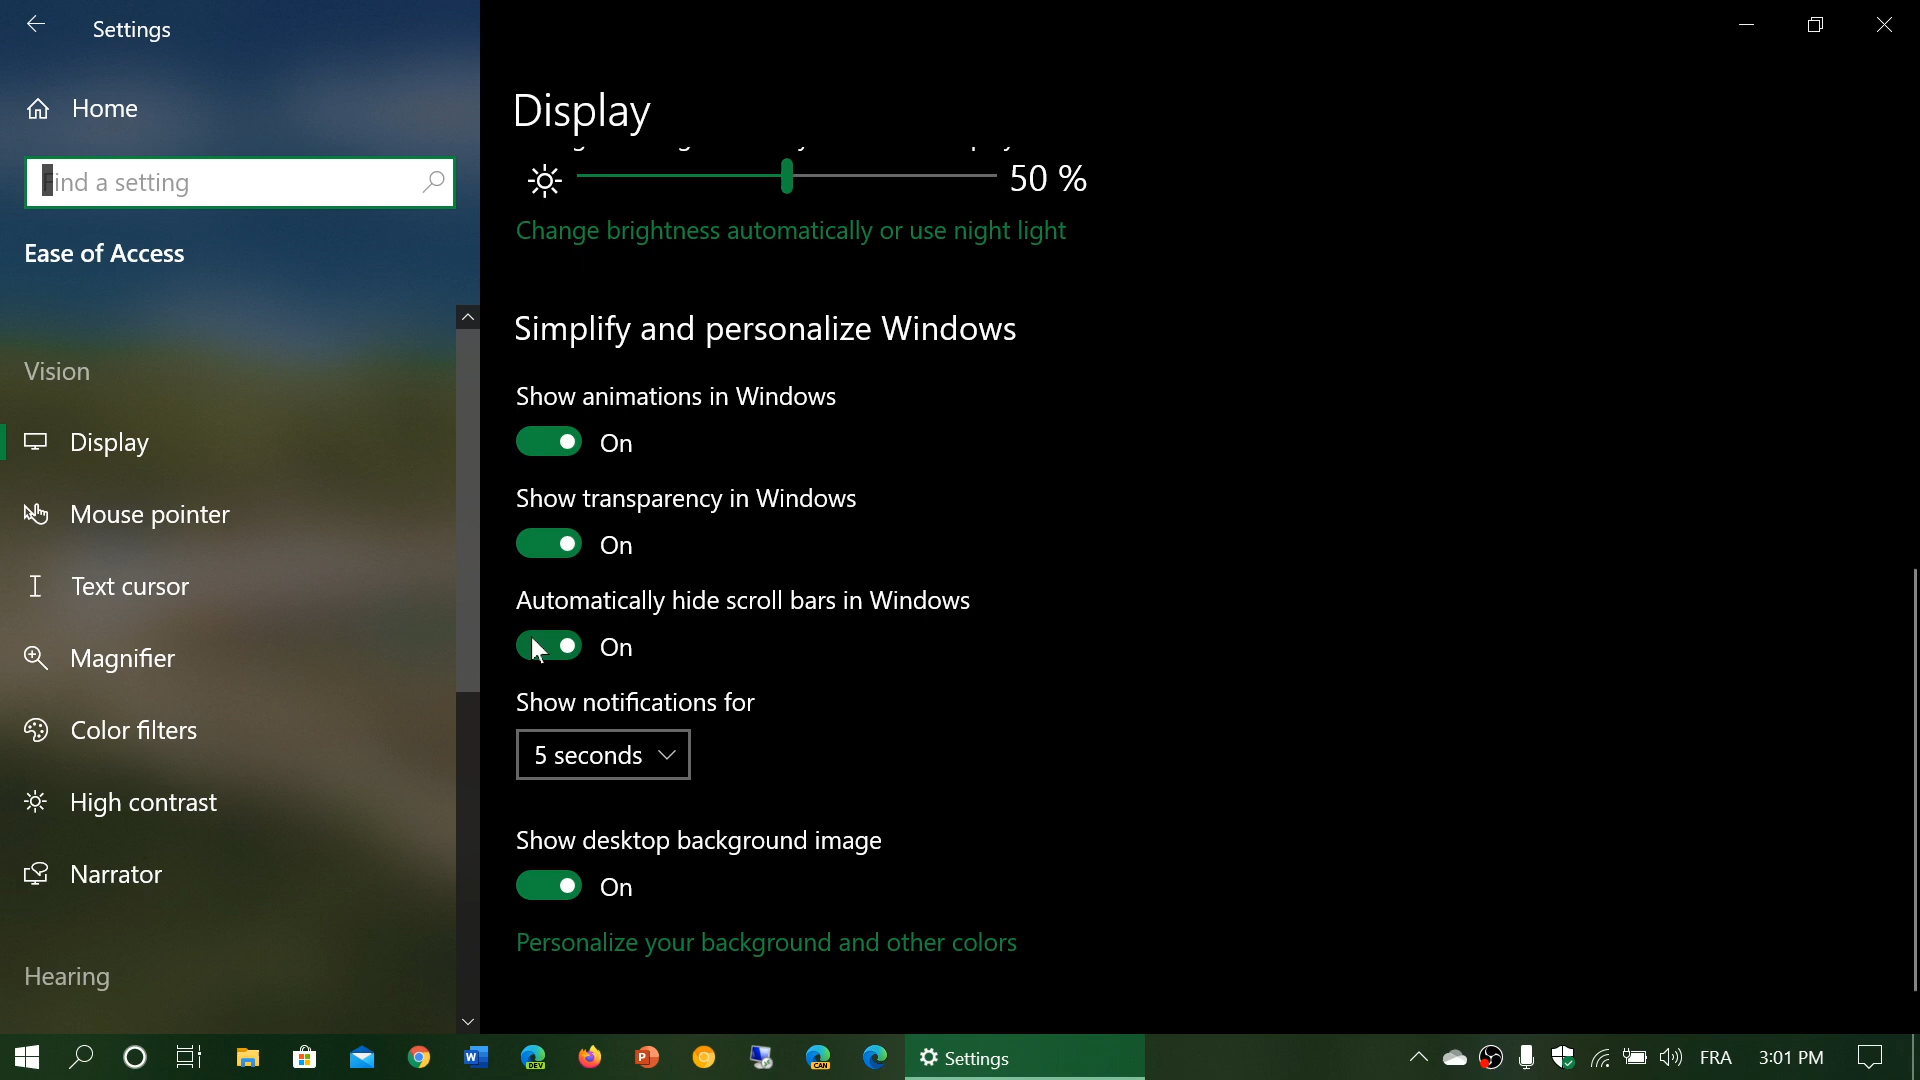 Settings
Home
Find a setting
Ease of Access
Vision
Display
Mouse pointer
Text cursor
Magnifier
Color filters
High contrast
Narrator
Hearing
Display
50 %
Change brightness automatically or use night light
Simplify and personalize Windows
Show animations in Windows
On
Show transparency in Windows
On
Automatically hide scroll bars in Windows
On
Show notifications for
5 seconds
Show desktop background image
On
Personalize your background and other colors
W
DEV
P
CAN
Settings
FRA
3:01 PM